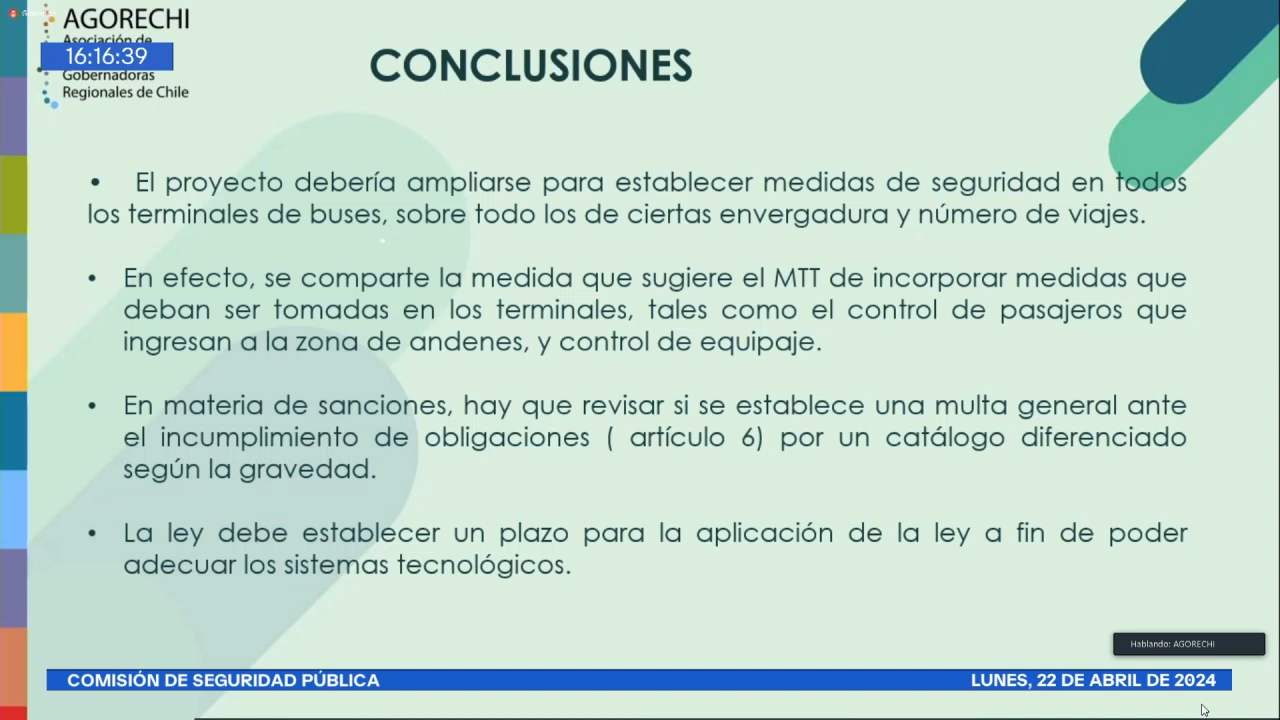 AGORECHI
Asociación de
16:16:39
Gobernadoras
Regionales de Chile
CONCLUSIONES
• El proyecto debería ampliarse para establecer medidas de seguridad en todos
los terminales de buses, sobre todo los de ciertas envergadura y número de viajes.
• En efecto, se comparte la medida que sugiere el MTT de incorporar medidas que
deban ser tomadas en los terminales, tales como el control de pasajeros que
ingresan a la zona de andenes, y control de equipaje.
• En materia de sanciones, hay que revisar si se establece una multa general ante
el incumplimiento de obligaciones ( artículo 6) por un catálogo diferenciado
según la gravedad.
• La ley debe establecer un plazo para la aplicación de la ley a fin de poder
adecuar los sistemas tecnológicos.
Hablando: AGORECHI
COMISIÓN DE SEGURIDAD PÚBLICA
LUNES, 22 DE ABRIL DE 2024